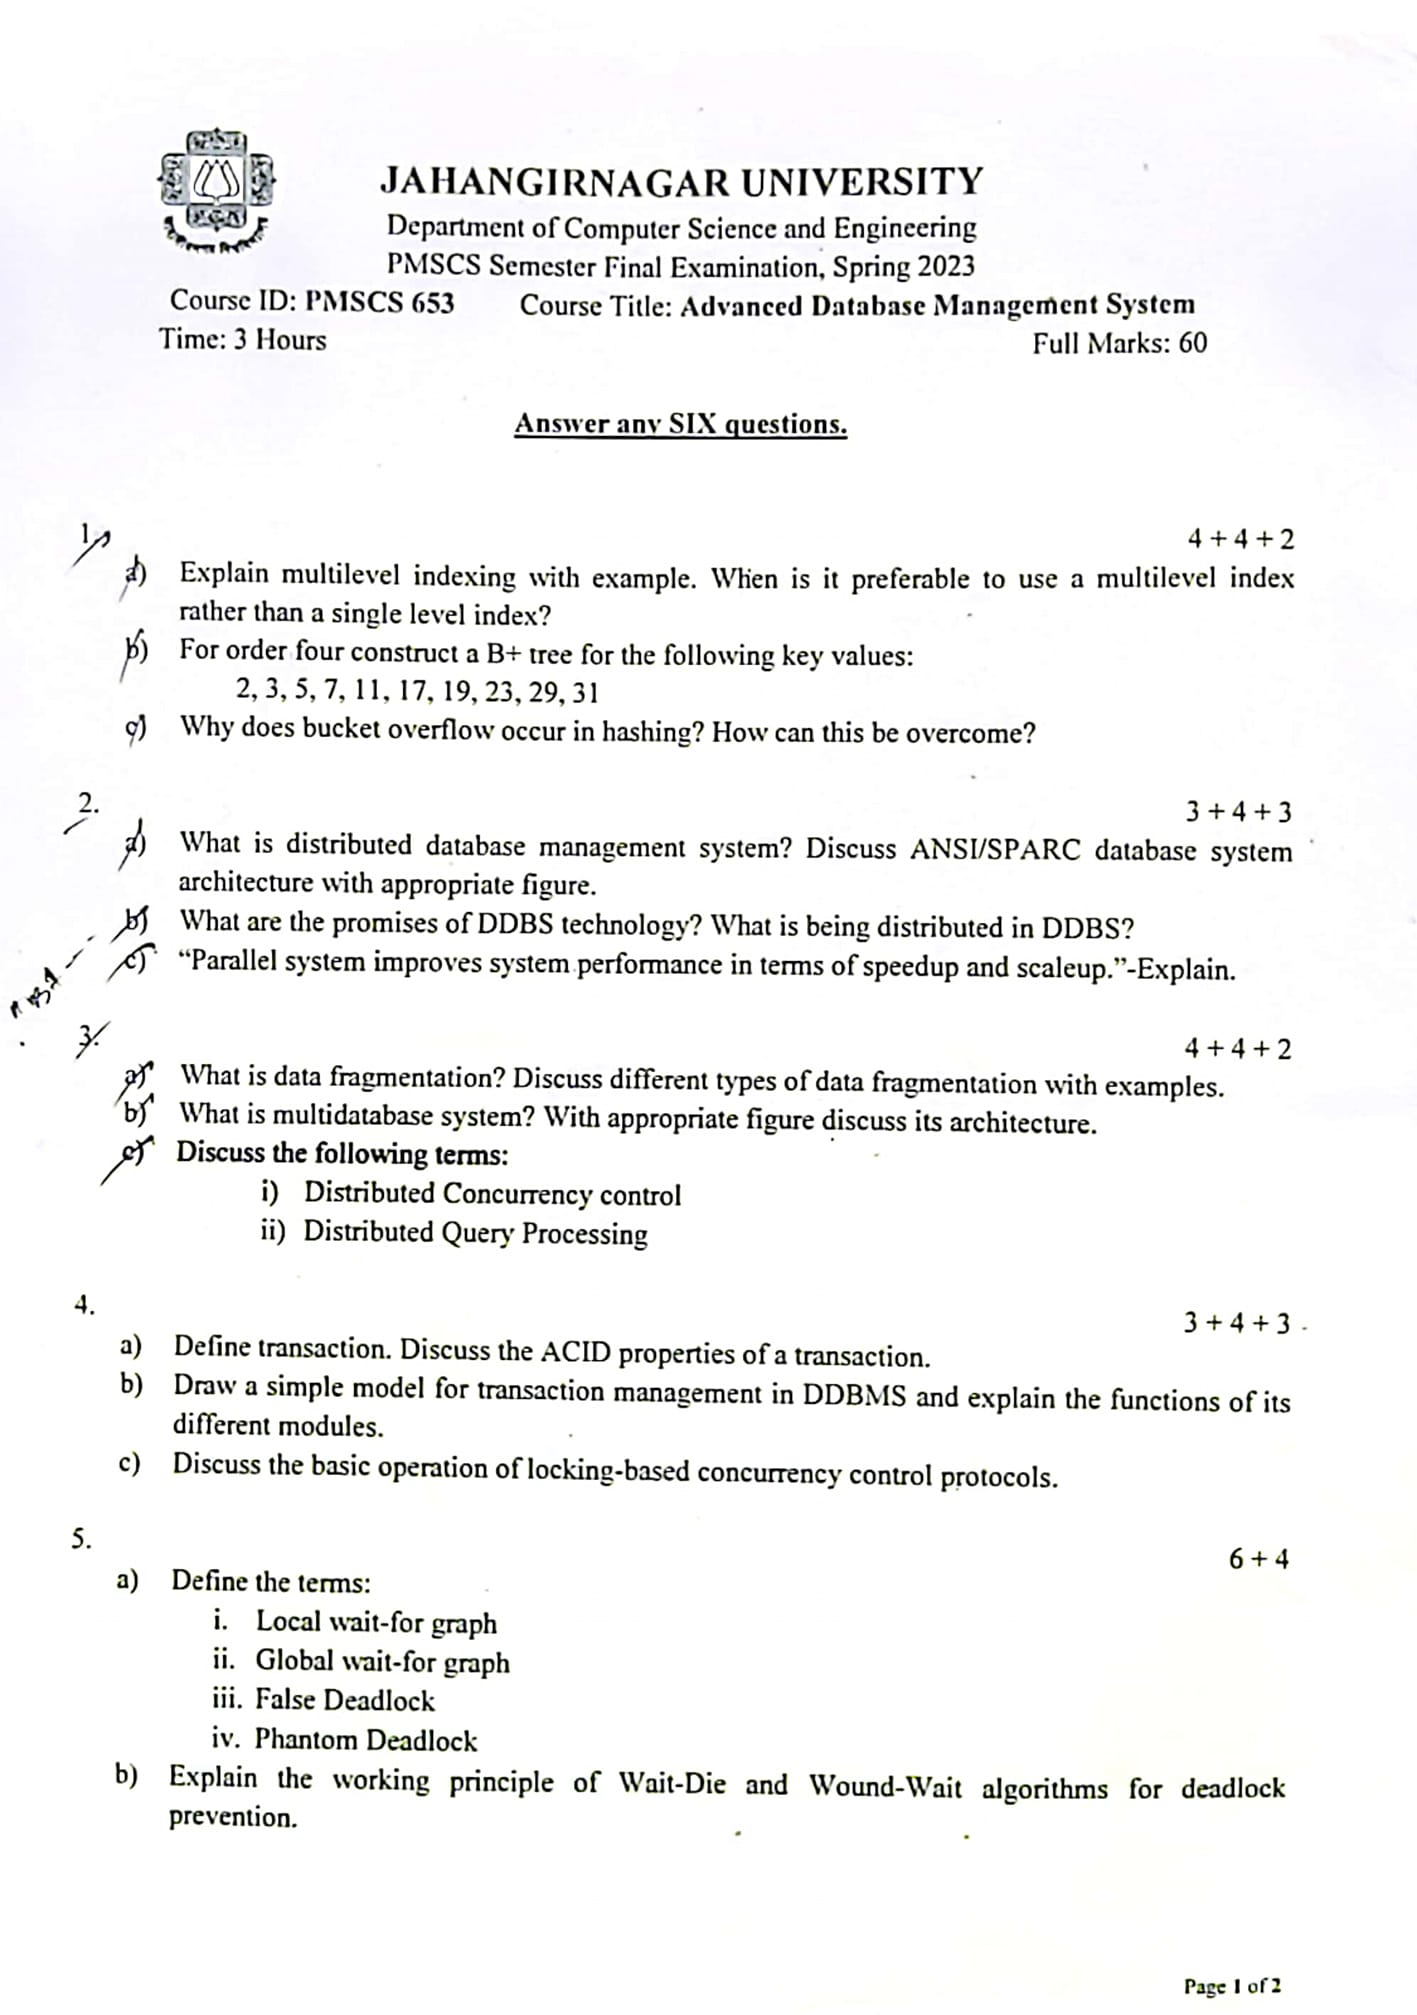 JAHANGIRNAGAR UNIVERSITY
Department of Computer Science and Engineering
PMSCS Semester Final Examination, Spring 2023
Course ID: PMSCS 653 Course Title: Advanced Database Management System
Time: 3 Hours Full Marks: 60
Answer any SIX questions.
1. 4 + 4 + 2
a) Explain multilevel indexing with example. When is it preferable to use a multilevel index
rather than a single level index?
b) For order four construct a B+ tree for the following key values:
2, 3, 5, 7, 11, 17, 19, 23, 29, 31
c) Why does bucket overflow occur in hashing? How can this be overcome?
2. 3 + 4 + 3
a) What is distributed database management system? Discuss ANSI/SPARC database system
architecture with appropriate figure.
b) What are the promises of DDBS technology? What is being distributed in DDBS?
c) “Parallel system improves system performance in terms of speedup and scaleup.”-Explain.
3. 4 + 4 + 2
a) What is data fragmentation? Discuss different types of data fragmentation with examples.
b) What is multidatabase system? With appropriate figure discuss its architecture.
c) Discuss the following terms:
i) Distributed Concurrency control
ii) Distributed Query Processing
4. 3 + 4 + 3
a) Define transaction. Discuss the ACID properties of a transaction.
b) Draw a simple model for transaction management in DDBMS and explain the functions of its
different modules.
c) Discuss the basic operation of locking-based concurrency control protocols.
5. 6 + 4
a) Define the terms:
i. Local wait-for graph
ii. Global wait-for graph
iii. False Deadlock
iv. Phantom Deadlock
b) Explain the working principle of Wait-Die and Wound-Wait algorithms for deadlock
prevention.
Page 1 of 2